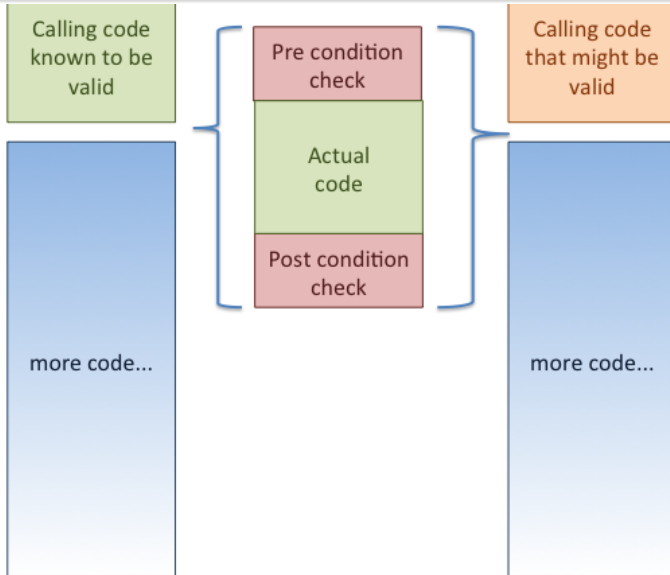 Calling code
known to be
valid
more code...
Pre condition
check
Actual
code
Post condition
check
Calling code
that might be
valid
more code...